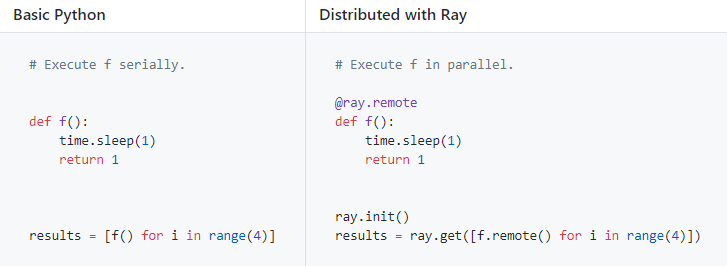 Basic Python
# Execute f serially.
def f():
    time.sleep(1)
    return 1
results = [f() for i in range(4)]
Distributed with Ray
# Execute f in parallel.
@ray.remote
def f():
    time.sleep(1)
    return 1
ray.init()
results = ray.get([f.remote() for i in range(4)])